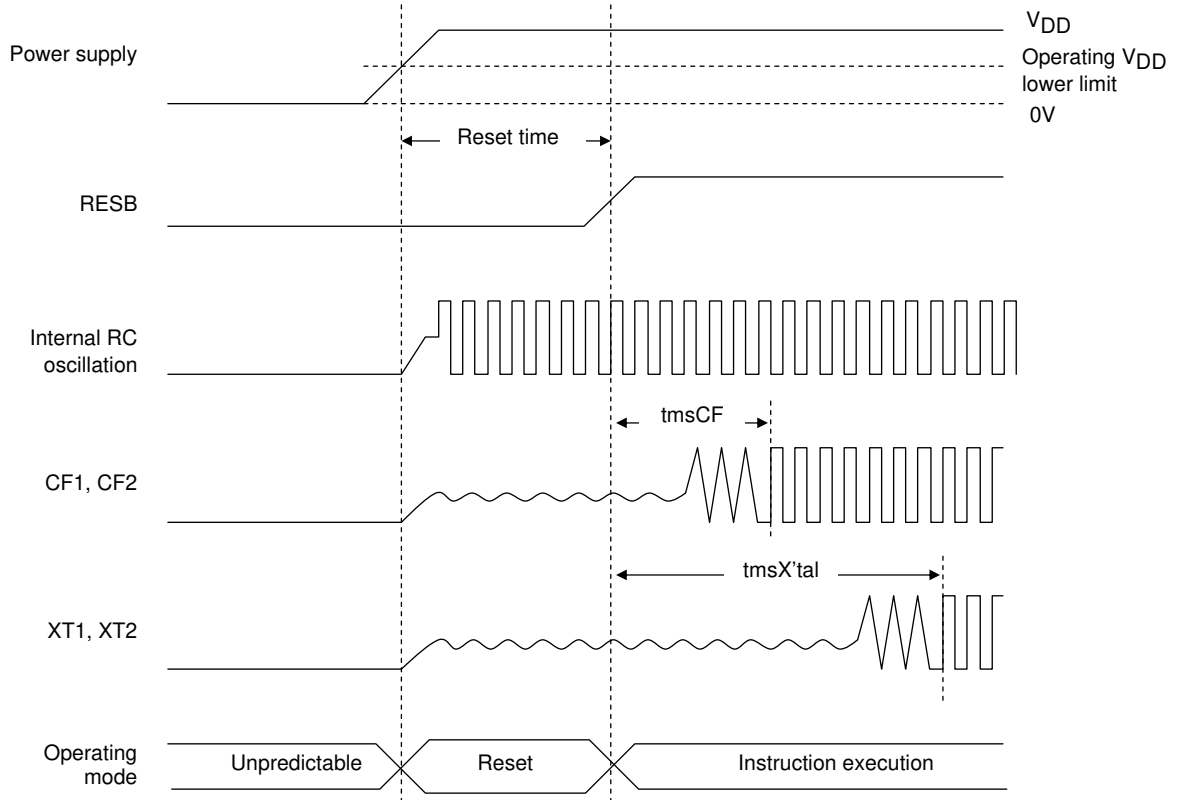 Power supply
VDD
Operating VDD
lower limit
0V
Reset time
RESB
Internal RC
oscillation
tmsCF
CF1, CF2
tmsX'tal
XT1, XT2
Operating
mode
Unpredictable
Reset
Instruction execution